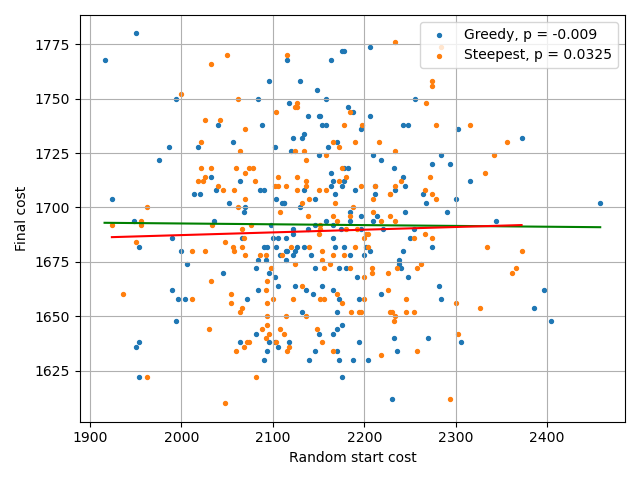 Greedy, p = -0.009
Steepest, p = 0.0325
Final cost
1775
1750
1725
1700
1675
1650
1625
1900 2000 2100 2200 2300 2400
Random start cost